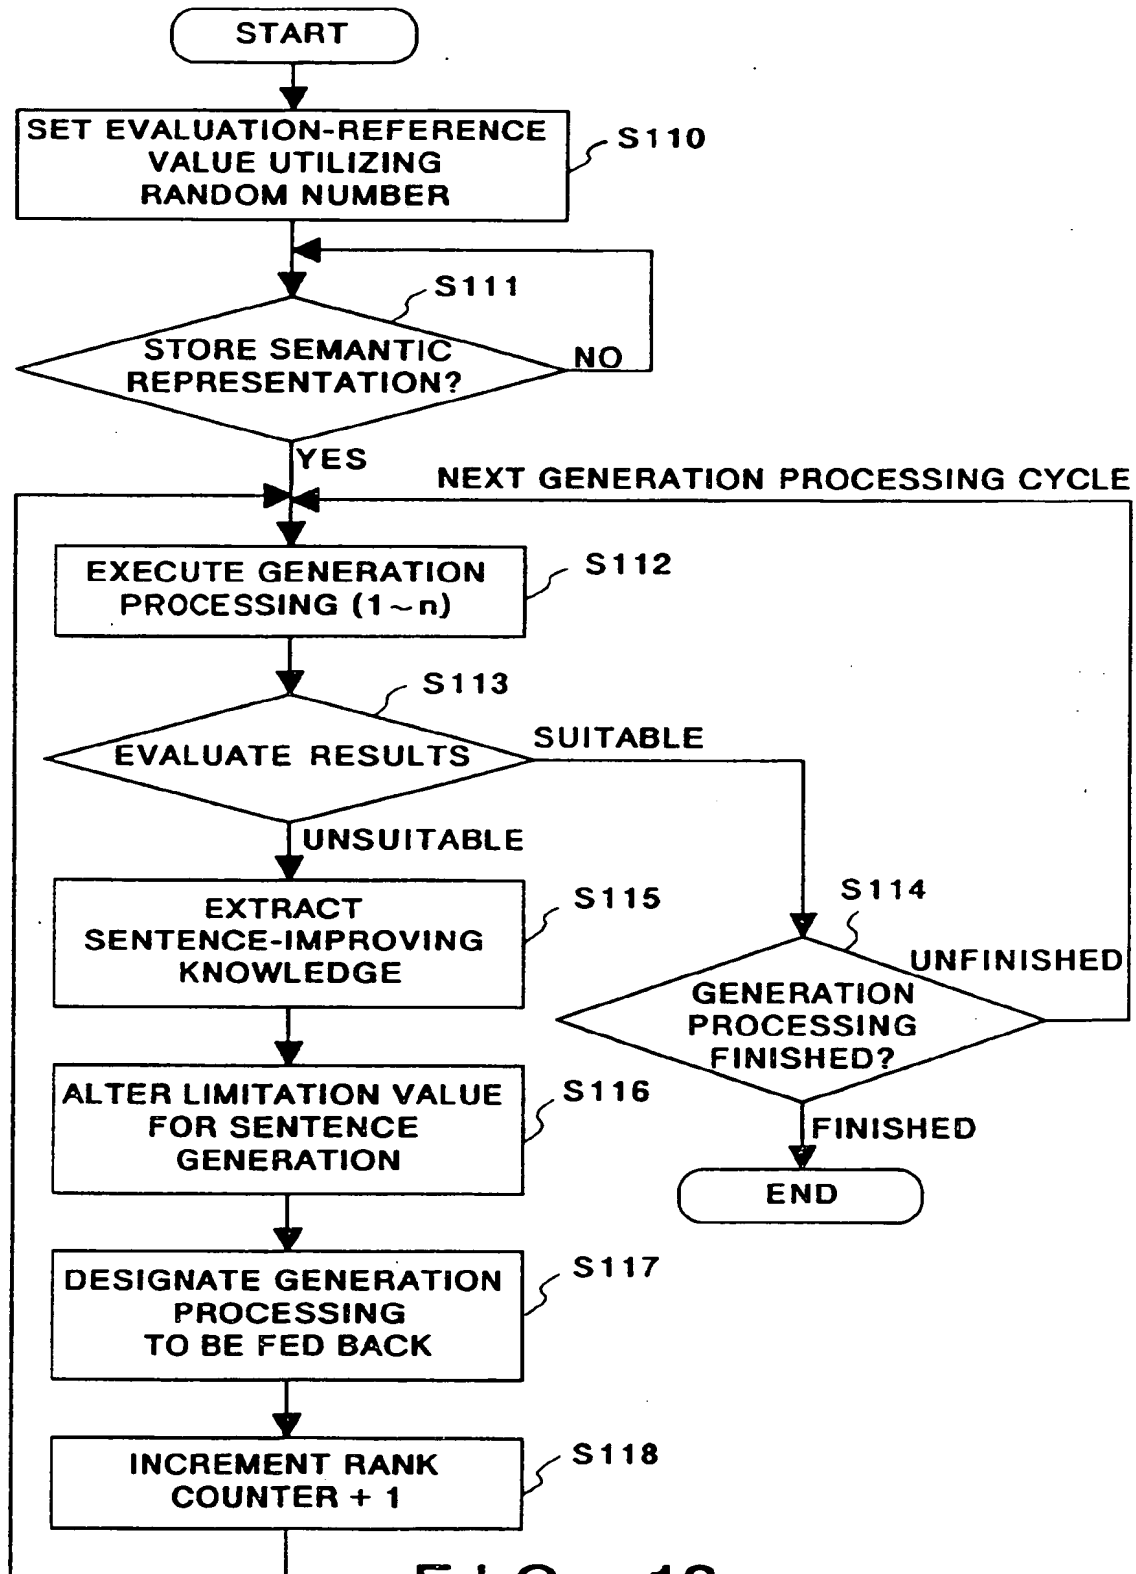 START
SET EVALUATION-REFERENCE
VALUE UTILIZING
RANDOM NUMBER
S110
S111
STORE SEMANTIC
REPRESENTATION?
NO
YES
NEXT GENERATION PROCESSING CYCLE
EXECUTE GENERATION
PROCESSING (1~n)
S112
S113
EVALUATE RESULTS
SUITABLE
UNSUITABLE
EXTRACT
SENTENCE-IMPROVING
KNOWLEDGE
S115
S114
UNFINISHED
GENERATION
PROCESSING
FINISHED?
FINISHED
END
ALTER LIMITATION VALUE
FOR SENTENCE
GENERATION
S116
DESIGNATE GENERATION
PROCESSING
TO BE FED BACK
S117
INCREMENT RANK
COUNTER + 1
S118